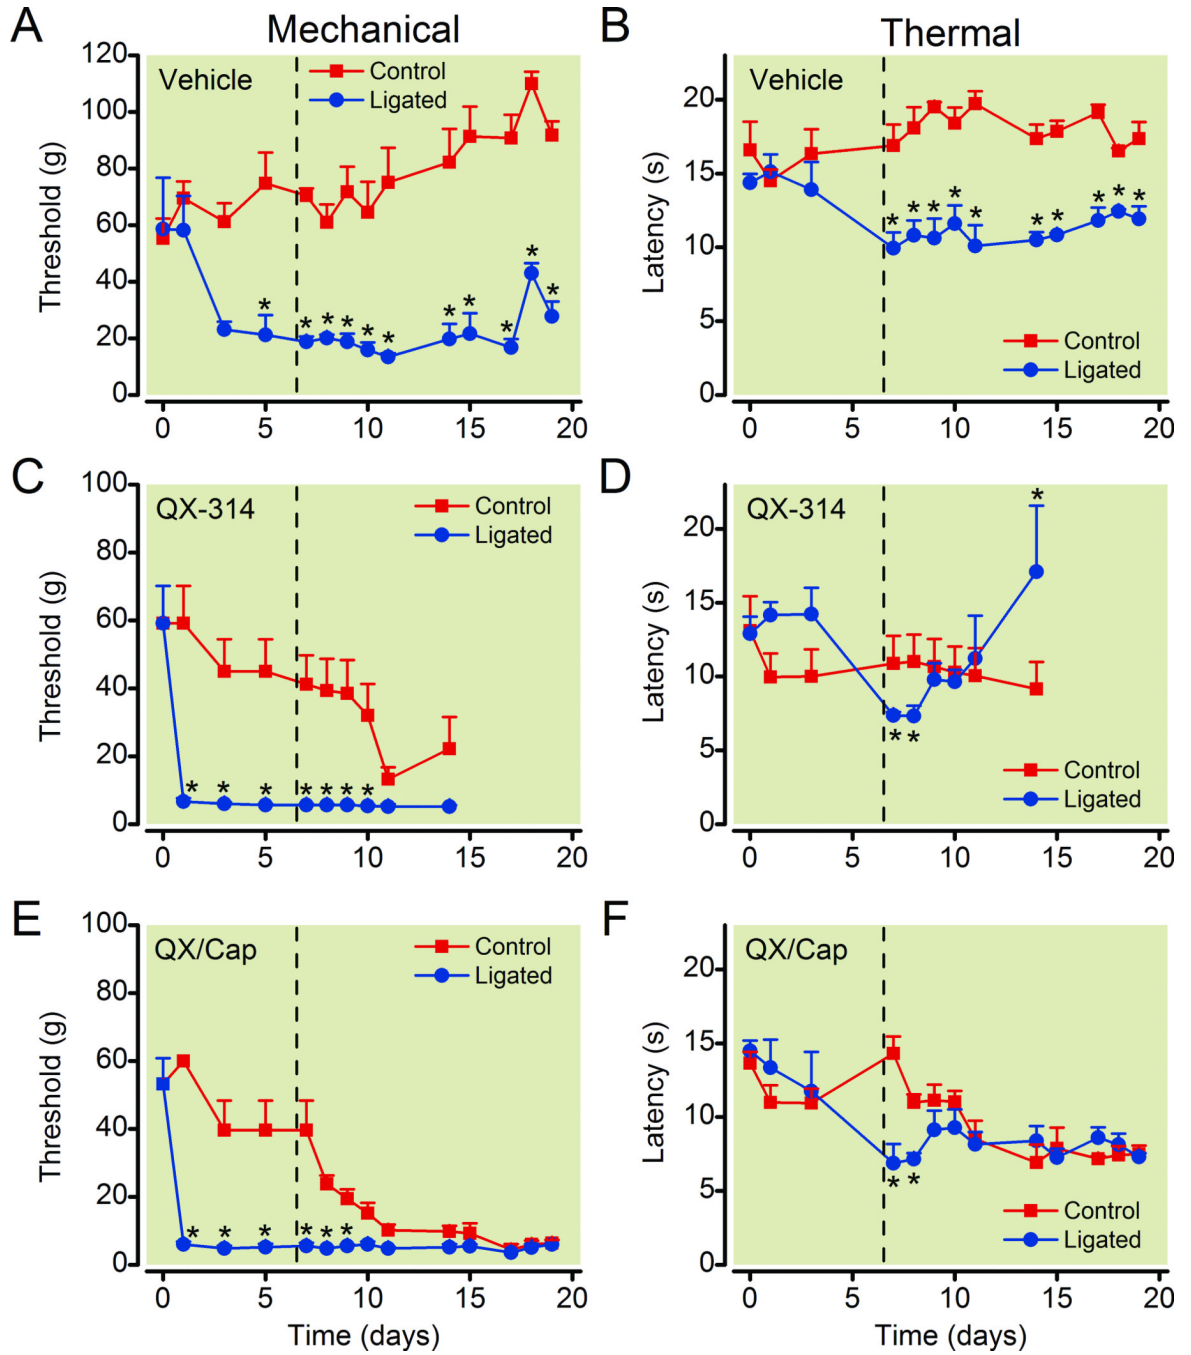 A Mechanical
120
100
80
60
40
20
0
Threshold (g)
Vehicle
Control
Ligated
* * * * * * * * * * *
0 5 10 15 20
B Thermal
20
15
10
5
0
Latency (s)
Vehicle
* * * * * * * * * *
Control
Ligated
0 5 10 15 20
C
100
80
60
40
20
0
Threshold (g)
QX-314
Control
Ligated
* * * * * * *
0 5 10 15 20
D
20
15
10
5
0
Latency (s)
QX-314
*
* *
Control
Ligated
0 5 10 15 20
E
100
80
60
40
20
0
Threshold (g)
QX/Cap
Control
Ligated
* * * * * *
0 5 10 15 20
Time (days)
F
20
15
10
5
0
Latency (s)
QX/Cap
* *
Control
Ligated
0 5 10 15 20
Time (days)